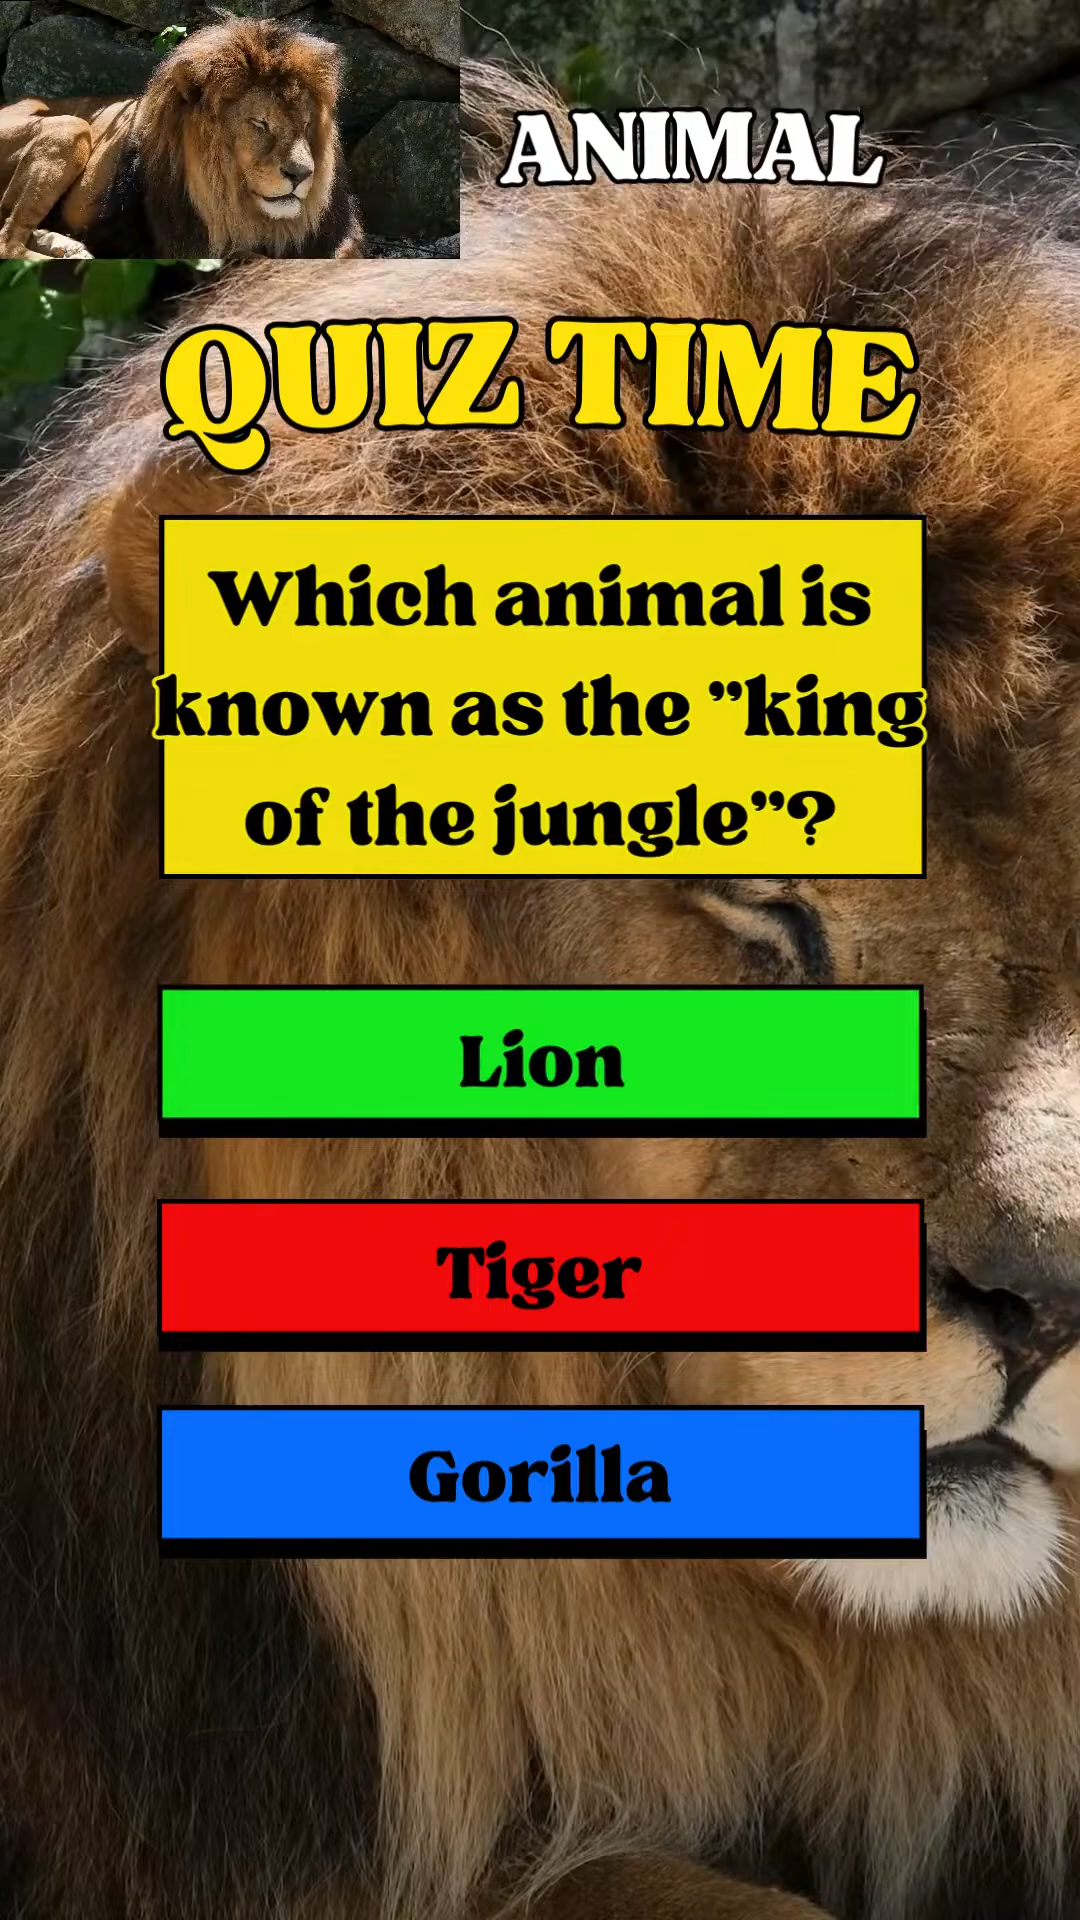 ANIMAL
QUIZ TIME
Which animal is
known as the ”king
of the jungle”?
Lion
Tiger
Gorilla